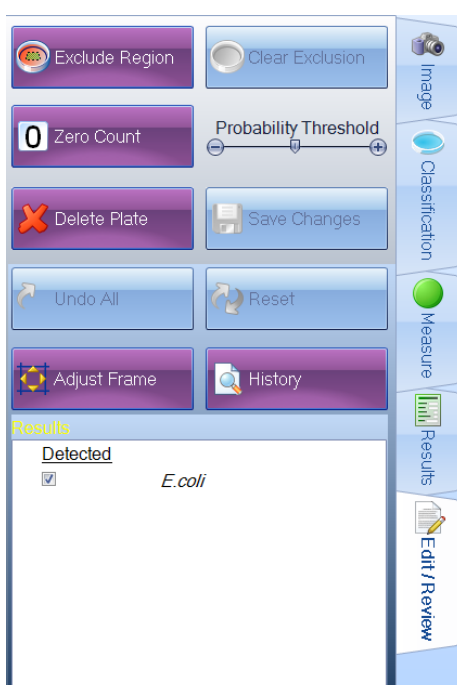 Exclude Region
Clear Exclusion
0 Zero Count
Probability Threshold
Delete Plate
Save Changes
Undo All
Reset
Adjust Frame
History
Results
Detected
E.coli
Image
Classification
Measure
Results
Edit / Review